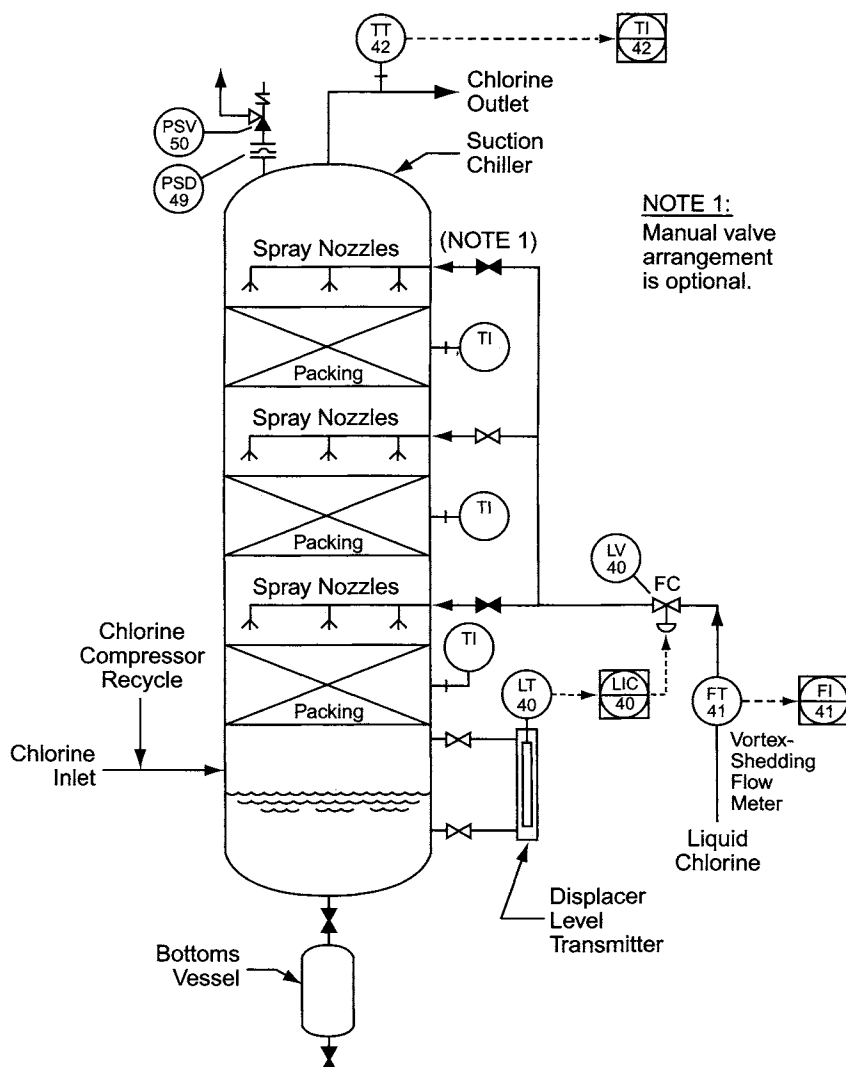 TT
42
TI
42
Chlorine
Outlet
PSV
50
PSD
49
Suction
Chiller
NOTE 1:
Manual valve
arrangement
is optional.
(NOTE 1)
Spray Nozzles
TI
Packing
Spray Nozzles
TI
Packing
LV
40
FC
Spray Nozzles
Chlorine
Compressor
Recycle
TI
LT
40
LIC
40
FT
41
FI
41
Packing
Chlorine
Inlet
Vortex-
Shedding
Flow
Meter
Liquid
Chlorine
Displacer
Level
Transmitter
Bottoms
Vessel